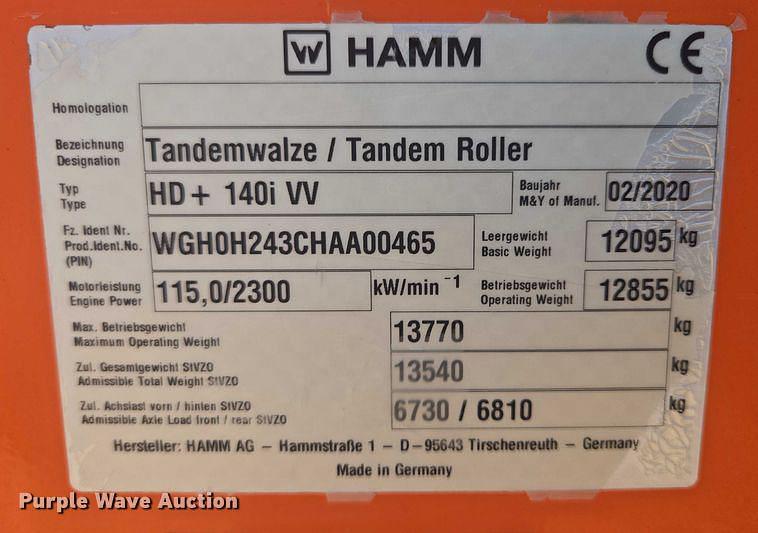 W HAMM CE
Homologation
Bezeichnung
Designation
Tandemwalze / Tandem Roller
Typ
Type
HD+ 140i VV
Baujahr
M&Y of Manuf.
02/2020
Fz. Ident Nr.
Prod.Ident.No.
(PIN)
WGH0H243CHAA00465
Leergewicht
Basic Weight
12095 kg
Motorleistung
Engine Power
115,0/2300 kW/min⁻¹
Betriebsgewicht
Operating Weight
12855 kg
Max. Betriebsgewicht
Maximum Operating Weight
13770 kg
Zul. Gesamtgewicht StVZO
Admissible Total Weight StVZO
13540 kg
Zul. Achslast vorn / hinten StVZO
Admissible Axle Load front / rear StVZO
6730 / 6810 kg
Hersteller: HAMM AG – Hammstraße 1 – D–95643 Tirschenreuth – Germany
Made in Germany
Purple Wave Auction